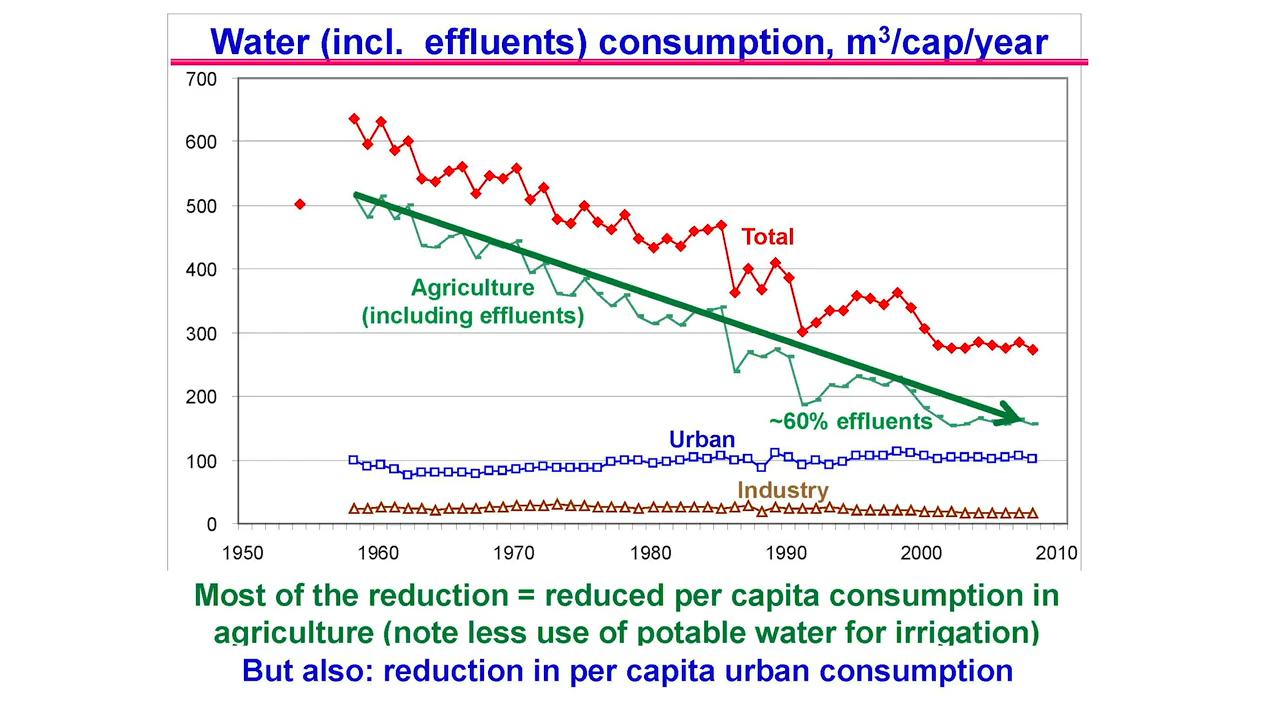 Water (incl. effluents) consumption, m³/cap/year
700
600
500
400
300
200
100
0
Total
Agriculture
(including effluents)
~60% effluents
Urban
Industry
1950 1960 1970 1980 1990 2000 2010
Most of the reduction = reduced per capita consumption in
agriculture (note less use of potable water for irrigation)
But also: reduction in per capita urban consumption